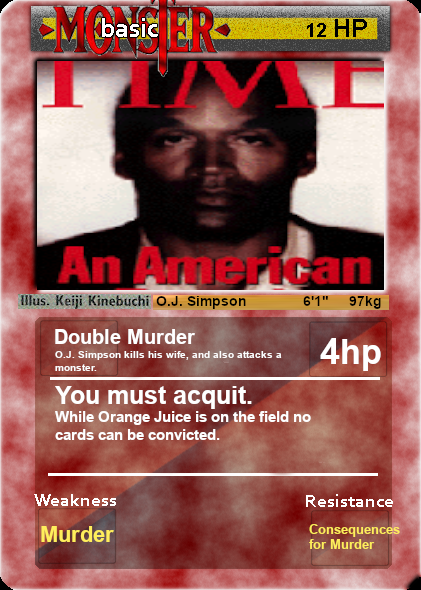 MONSTER
basic
12 HP
TIME
An American
Illus. Keiji Kinebuchi O.J. Simpson 6'1" 97kg
Double Murder
O.J. Simpson kills his wife, and also attacks a
monster.
4hp
You must acquit.
While Orange Juice is on the field no
cards can be convicted.
Weakness
Resistance
Murder
Consequences
for Murder